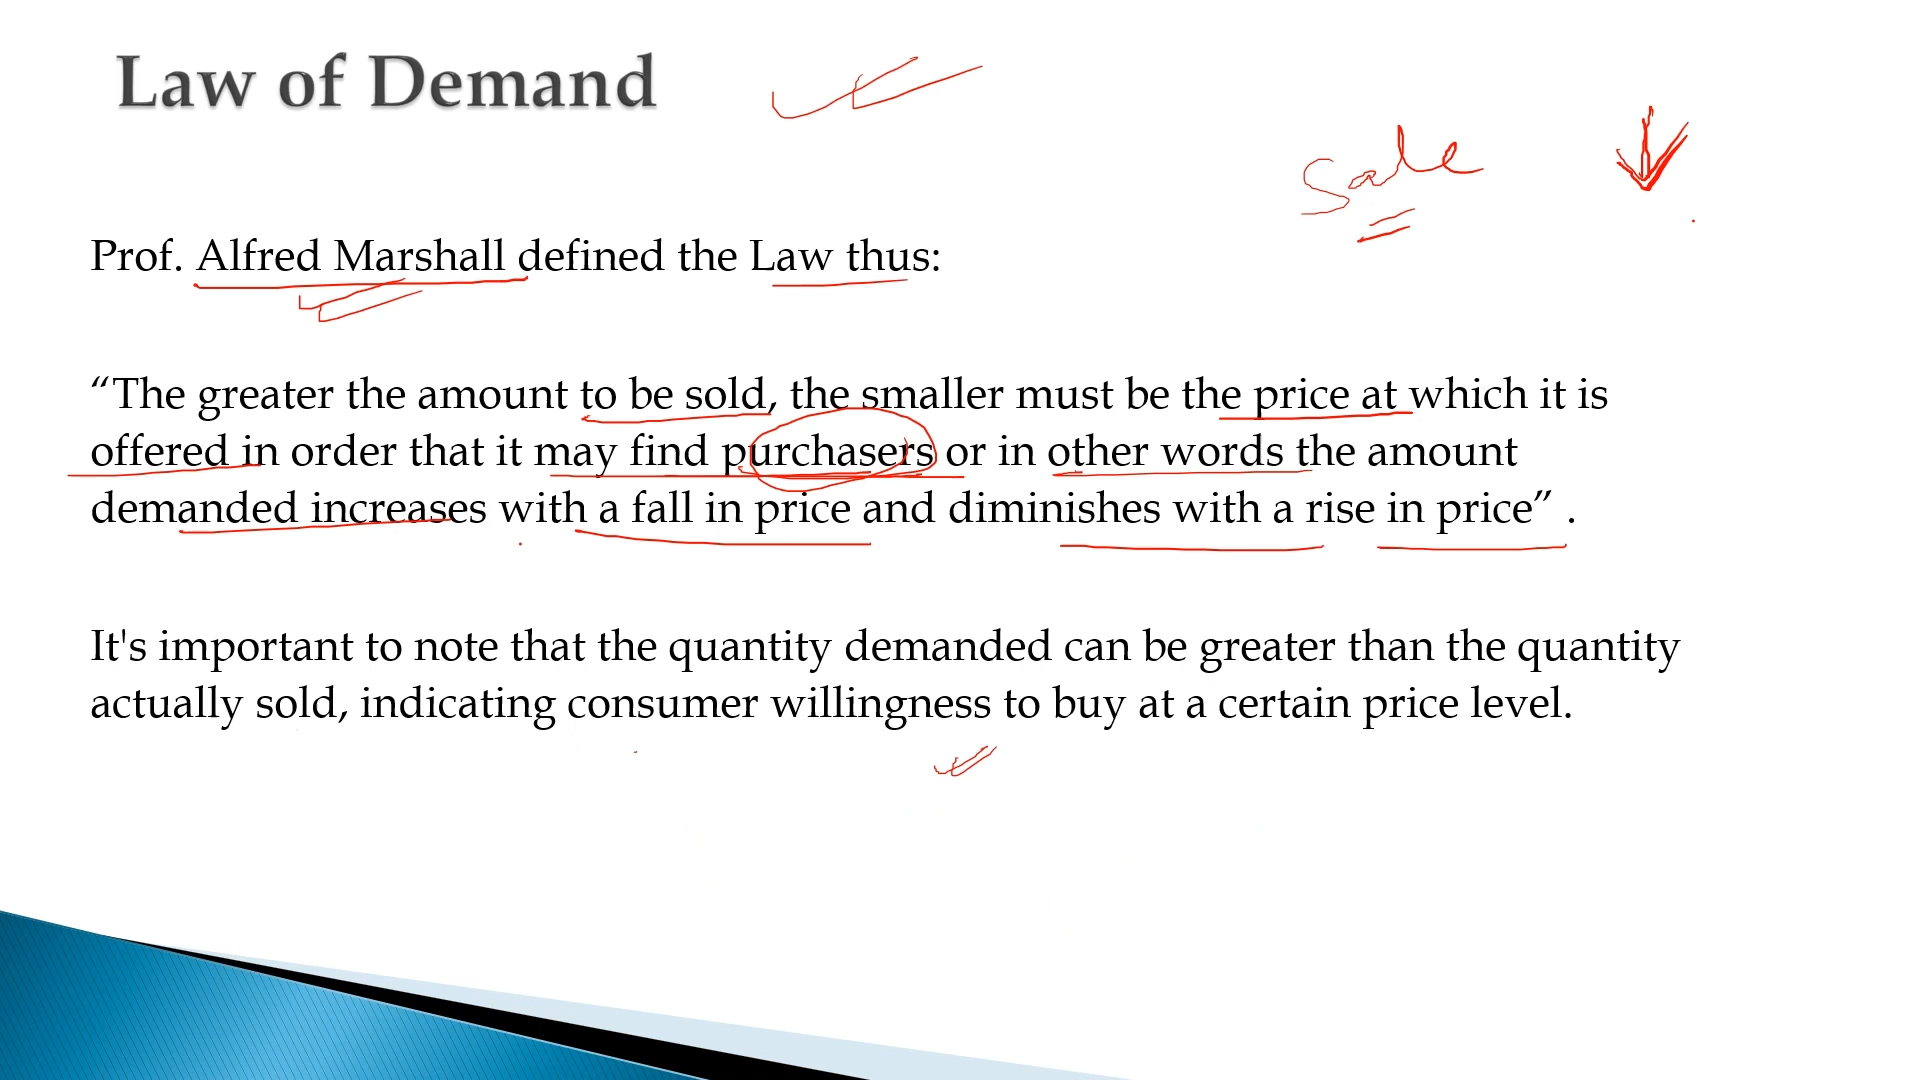 Law of Demand
Sale
Prof. Alfred Marshall defined the Law thus:
“The greater the amount to be sold, the smaller must be the price at which it is
offered in order that it may find purchasers or in other words the amount
demanded increases with a fall in price and diminishes with a rise in price” .
It's important to note that the quantity demanded can be greater than the quantity
actually sold, indicating consumer willingness to buy at a certain price level.